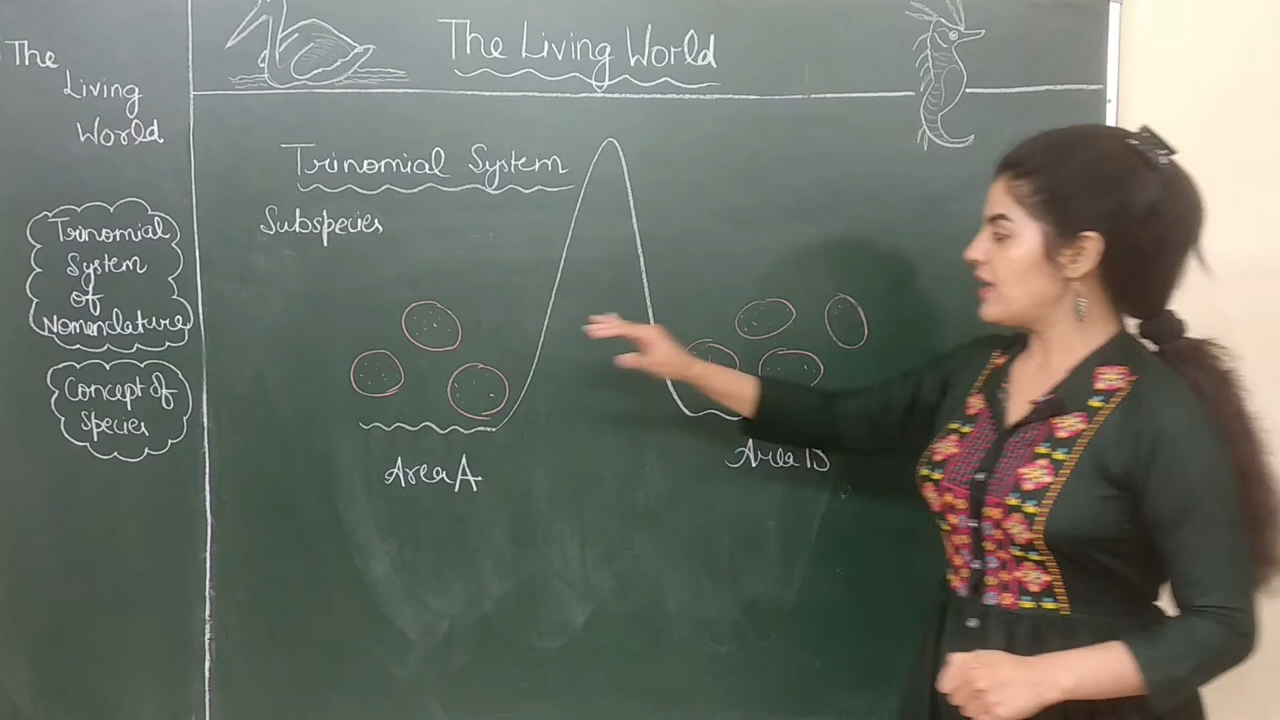 The
Living
World
Trinomial
System
of
Nomenclature
Concept of
Species
The Living World
Trinomial System
Subspecies
Area A
Area B